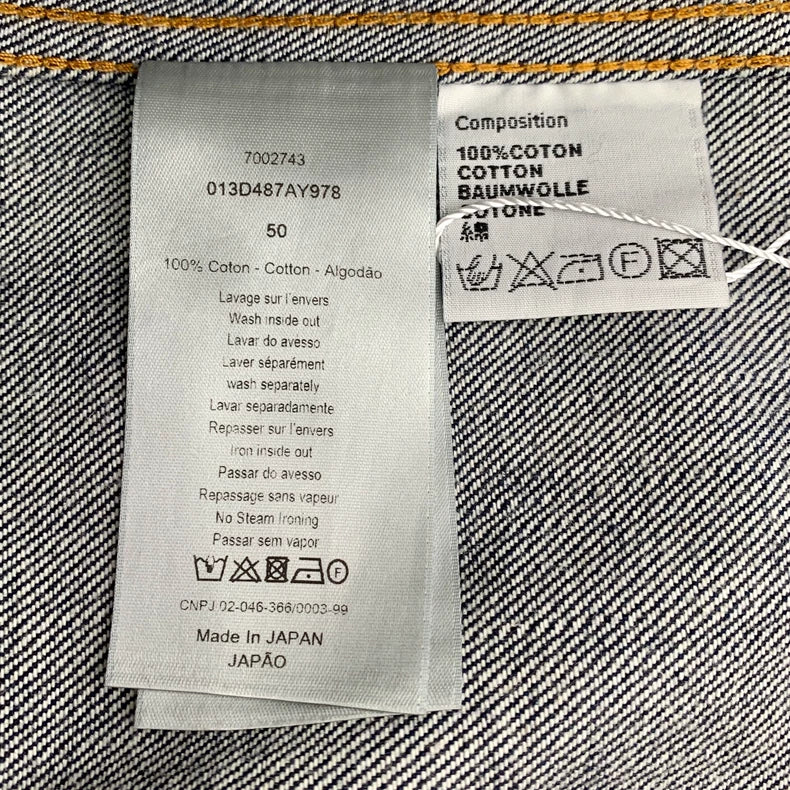 7002743
013D487AY978
50
100% Coton - Cotton - Algodão
Lavage sur l'envers
Wash inside out
Lavar do avesso
Laver séparément
wash separately
Lavar separadamente
Repasser sur l'envers
Iron inside out
Passar do avesso
Repassage sans vapeur
No Steam Ironing
Passar sem vapor
F
CNPJ 02-046-366/0003-99
Made In JAPAN
JAPÃO
Composition
100%COTON
COTTON
BAUMWOLLE
COTONE
綿
F